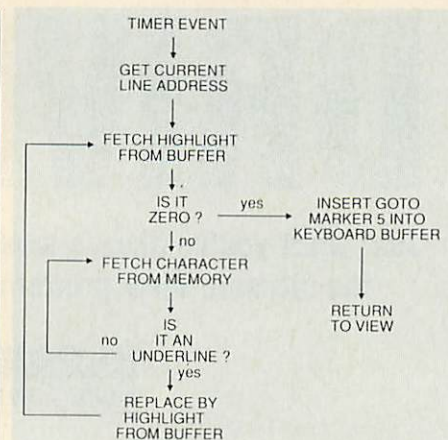 TIMER EVENT
GET CURRENT
LINE ADDRESS
FETCH HIGHLIGHT
FROM BUFFER
IS IT
ZERO ?
yes
INSERT GOTO
MARKER 5 INTO
KEYBOARD BUFFER
RETURN
TO VIEW
no
FETCH CHARACTER
FROM MEMORY
IS
IT AN
UNDERLINE ?
no
yes
REPLACE BY
HIGHLIGHT
FROM BUFFER